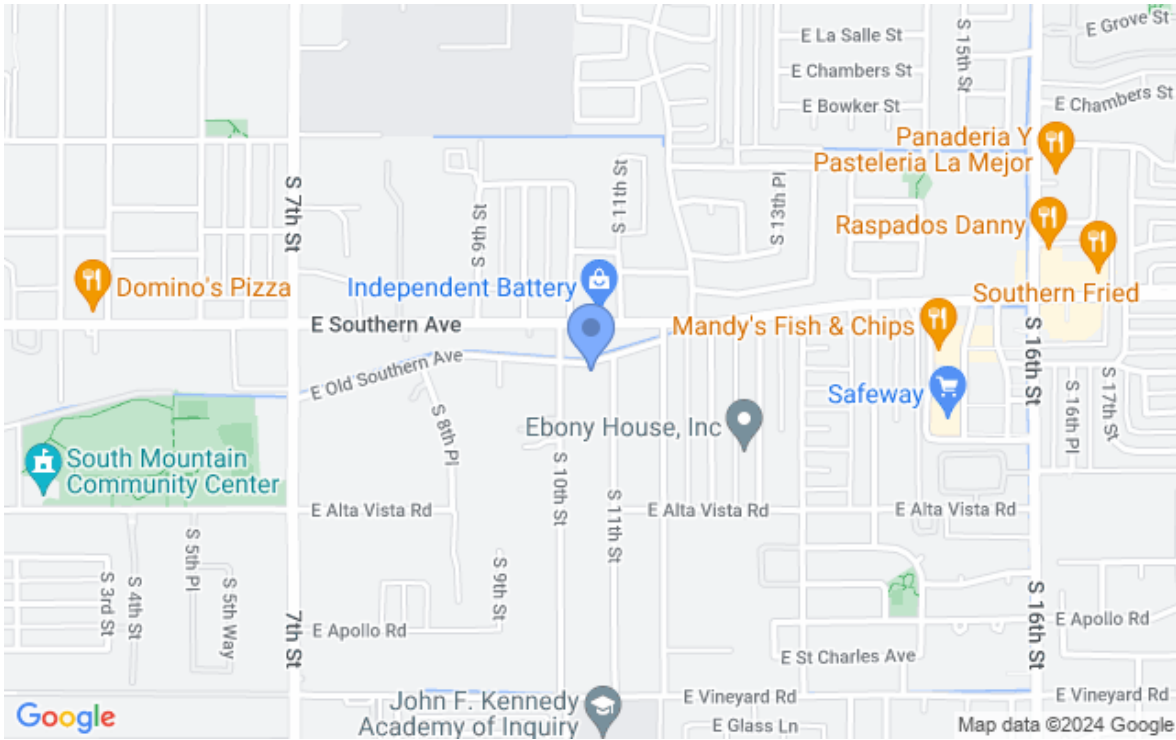 E La Salle St
S 15th St
E Grove St
E Chambers St
E Chambers St
E Bowker St
Panaderia Y
Pasteleria La Mejor
S 7th St
S 11th St
S 9th St
S 13th Pl
Raspados Danny
Domino's Pizza
Independent Battery
Southern Fried
E Southern Ave
Mandy's Fish & Chips
S 16th St
E Old Southern Ave
Safeway
S 16th Pl
S 17th St
S 8th Pl
Ebony House, Inc
South Mountain
Community Center
S 10th St
S 11th St
E Alta Vista Rd
E Alta Vista Rd
E Alta Vista Rd
S 5th Pl
S 3rd St
S 4th St
S 5th Way
S 9th St
7th St
S 16th St
E Apollo Rd
E Apollo Rd
E St Charles Ave
John F. Kennedy
Academy of Inquiry
E Vineyard Rd
E Vineyard Rd
E Glass Ln
Google
Map data ©2024 Google